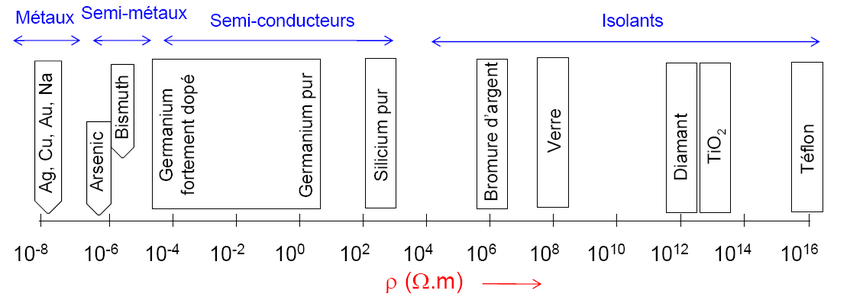 Métaux
Semi-métaux
Semi-conducteurs
Isolants
Ag, Cu, Au, Na
Arsenic
Bismuth
Germanium
fortement dopé
Germanium pur
Silicium pur
Bromure d'argent
Verre
Diamant
TiO₂
Téflon
10⁻⁸ 10⁻⁶ 10⁻⁴ 10⁻² 10⁰ 10² 10⁴ 10⁶ 10⁸ 10¹⁰ 10¹² 10¹⁴ 10¹⁶
ρ (Ω.m)